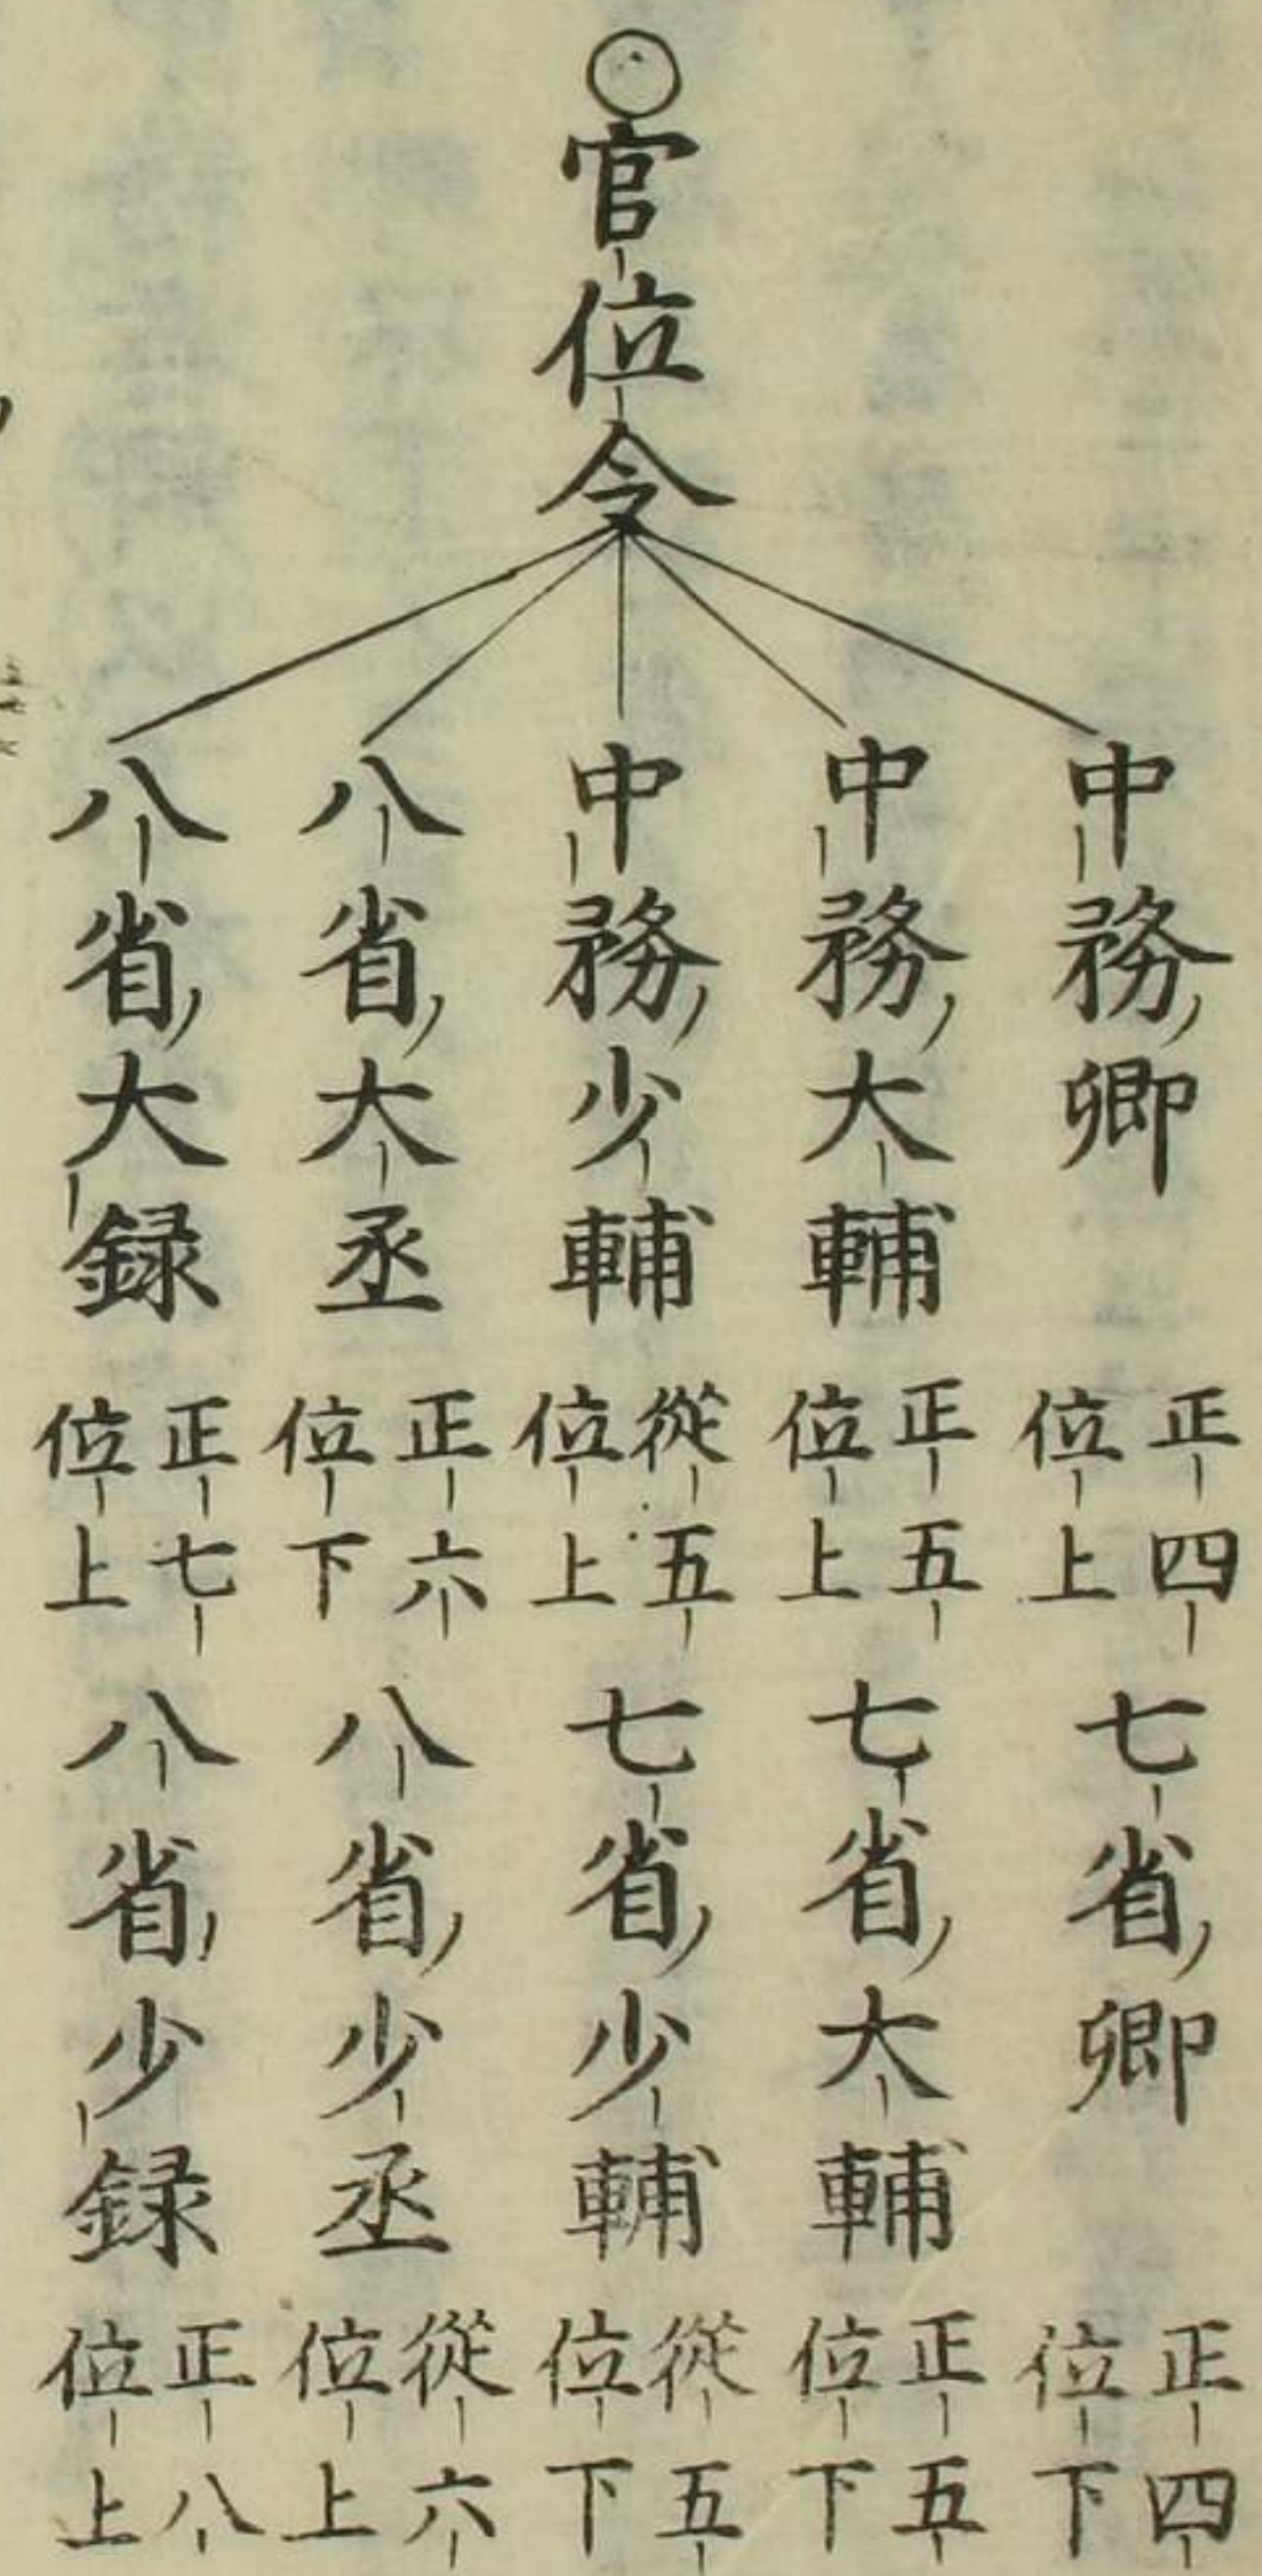 官位令
中務卿
正四
位上
七省卿
正四
位下
中務大輔
正五
位上
七省大輔
正五
位下
中務少輔
從五
位上
七省少輔
從五
位下
八省大丞
正六
位下
八省少丞
從六
位上
八省大録
正七
位上
八省少録
正八
位上